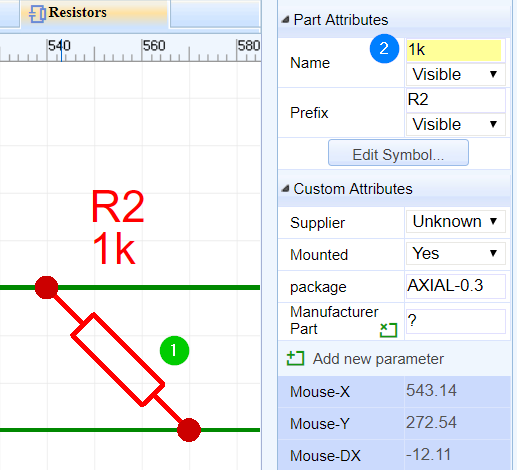 Resistors
540
560
580
R2
1k
1
Part Attributes
2
Name
1k
Visible
Prefix
R2
Visible
Edit Symbol...
Custom Attributes
Supplier
Unknown
Mounted
Yes
package
AXIAL-0.3
Manufacturer
Part
?
Add new parameter
Mouse-X
543.14
Mouse-Y
272.54
Mouse-DX
-12.11